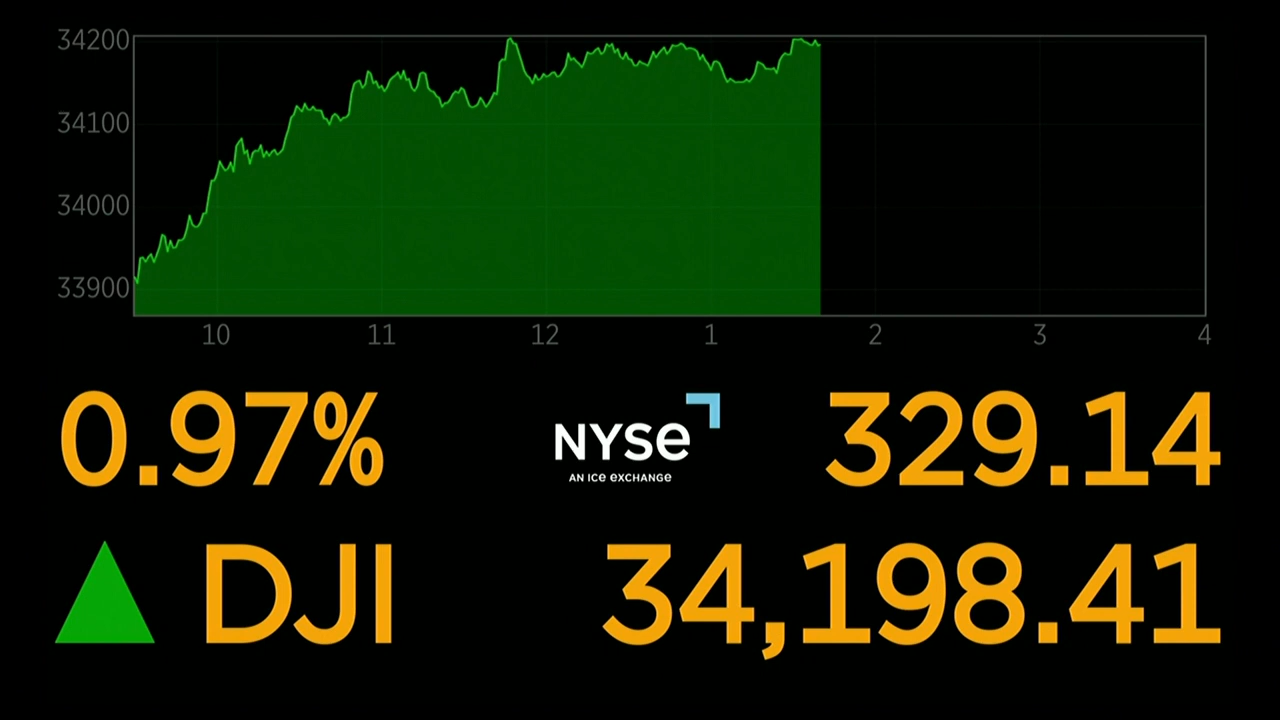 34200
34100
34000
33900
10 11 12 1 2 3 4
0.97% NYSE 329.14
AN ICE EXCHANGE
DJI 34,198.41